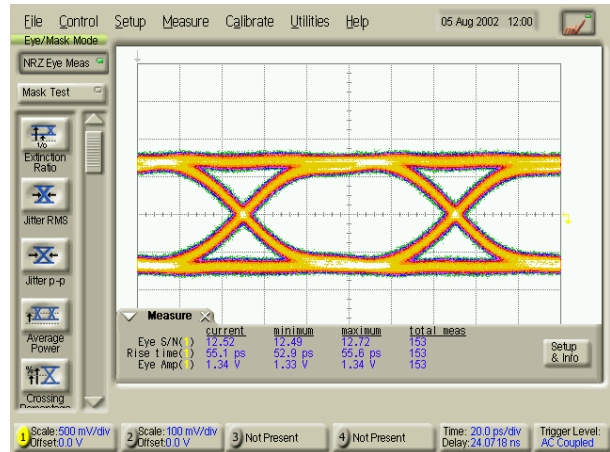 File Control Setup Measure Calibrate Utilities Help 05 Aug 2002 12:00
Eye/Mask Mode
NRZ Eye Meas
Mask Test
Extinction
Ratio
Jitter RMS
Jitter p-p
Average
Power
Crossing
Measure
current minimum maximum total meas
Eye S/N(1) 12.52 12.49 12.72 153
Rise time(1) 55.1 ps 52.9 ps 55.6 ps 153
Eye Amp(1) 1.34 V 1.33 V 1.34 V 153
Setup
& Info
1 Scale:500 mV/div
Offset:0.0 V
2 Scale:100 mV/div
Offset:0.0 V
3 Not Present
4 Not Present
Time: 20.0 ps/div
Delay:24.0718 ns
Trigger Level:
AC Coupled